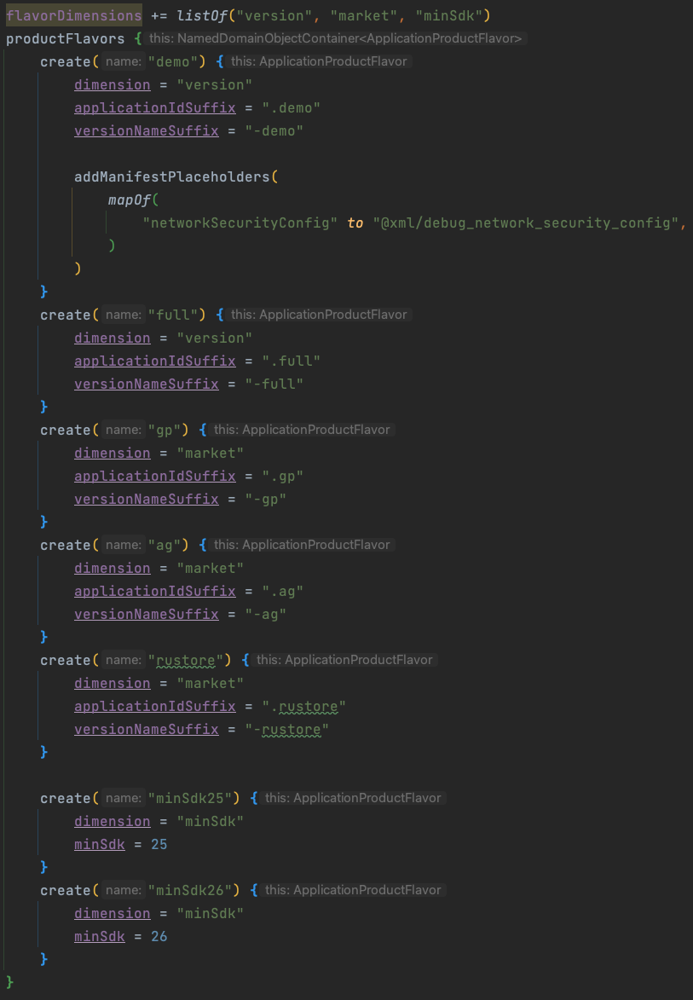 flavorDimensions += listOf("version", "market", "minSdk")
productFlavors { this: NamedDomainObjectContainer<ApplicationProductFlavor>
    create( name: "demo") { this: ApplicationProductFlavor
        dimension = "version"
        applicationIdSuffix = ".demo"
        versionNameSuffix = "-demo"

        addManifestPlaceholders(
            mapOf(
                "networkSecurityConfig" to "@xml/debug_network_security_config",
            )
        )
    }
    create( name: "full") { this: ApplicationProductFlavor
        dimension = "version"
        applicationIdSuffix = ".full"
        versionNameSuffix = "-full"
    }
    create( name: "gp") { this: ApplicationProductFlavor
        dimension = "market"
        applicationIdSuffix = ".gp"
        versionNameSuffix = "-gp"
    }
    create( name: "ag") { this: ApplicationProductFlavor
        dimension = "market"
        applicationIdSuffix = ".ag"
        versionNameSuffix = "-ag"
    }
    create( name: "rustore") { this: ApplicationProductFlavor
        dimension = "market"
        applicationIdSuffix = ".rustore"
        versionNameSuffix = "-rustore"
    }

    create( name: "minSdk25") { this: ApplicationProductFlavor
        dimension = "minSdk"
        minSdk = 25
    }
    create( name: "minSdk26") { this: ApplicationProductFlavor
        dimension = "minSdk"
        minSdk = 26
    }
}